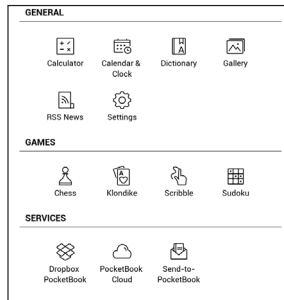 GENERAL
Calculator
Calendar &
Clock
Dictionary
Gallery
RSS News
Settings
GAMES
Chess
Klondike
Scribble
Sudoku
SERVICES
Dropbox
PocketBook
PocketBook
Cloud
Send-to-
PocketBook